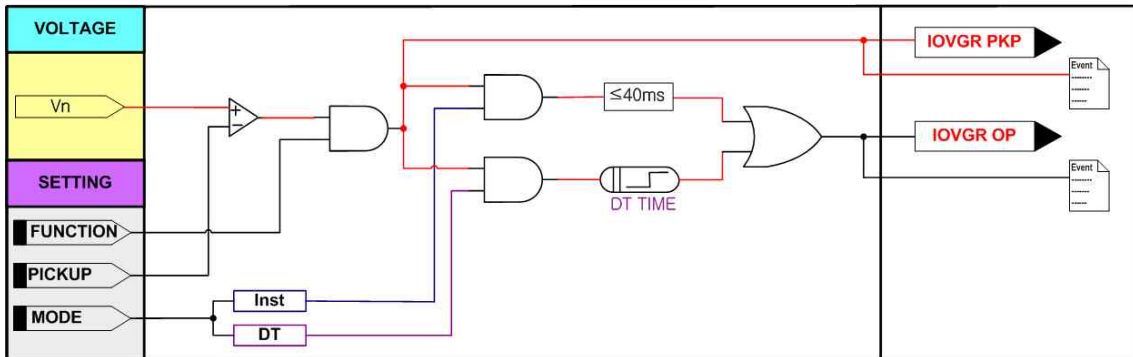 VOLTAGE
Vn
SETTING
FUNCTION
PICKUP
MODE
+
−
Inst
DT
≤40ms
DT TIME
IOVGR PKP
Event
IOVGR OP
Event